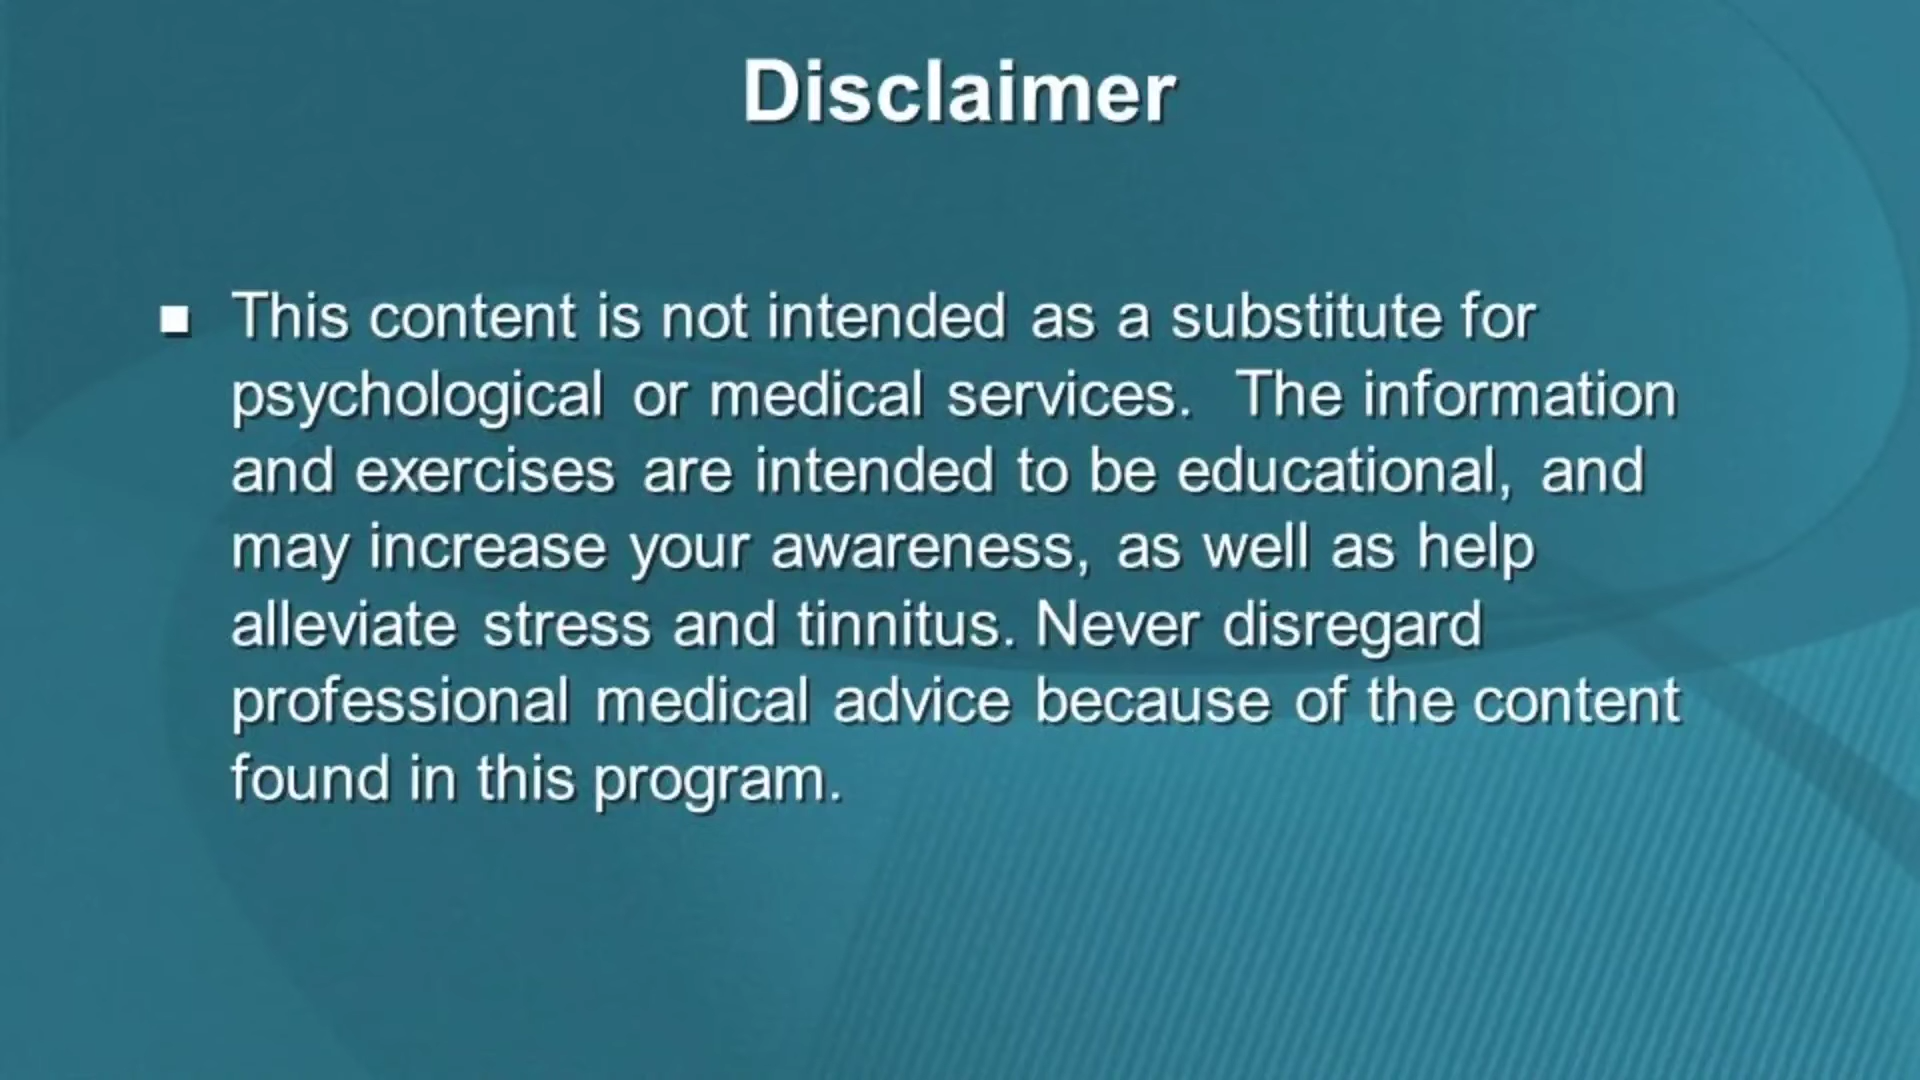 Disclaimer
This content is not intended as a substitute for
psychological or medical services. The information
and exercises are intended to be educational, and
may increase your awareness, as well as help
alleviate stress and tinnitus. Never disregard
professional medical advice because of the content
found in this program.